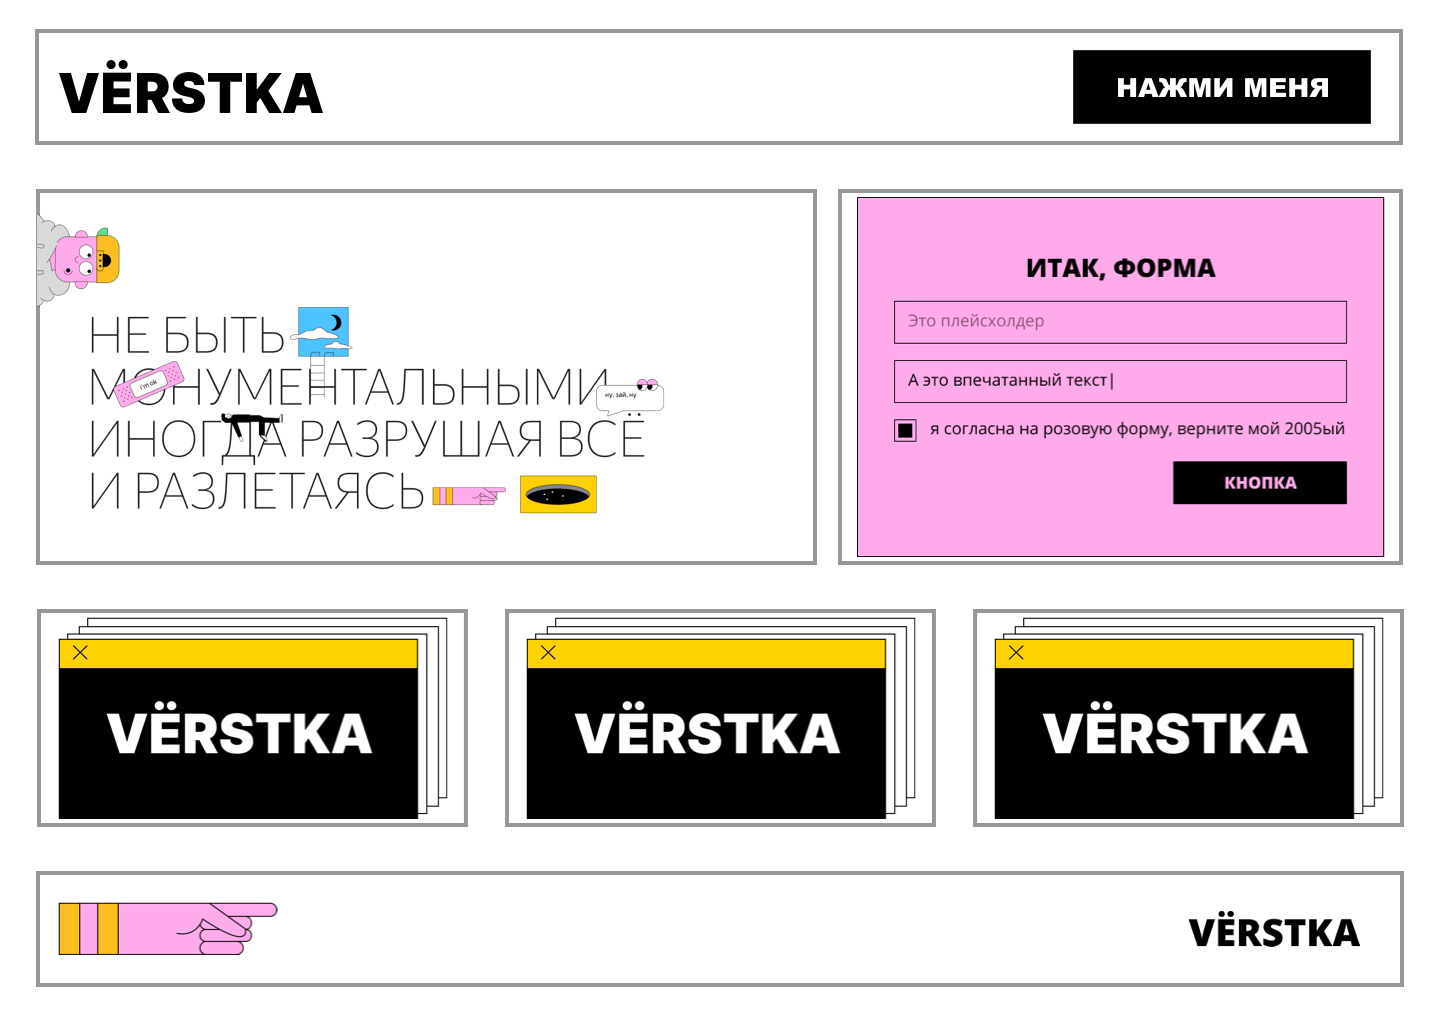 VЁRSTKA
НАЖМИ МЕНЯ
НЕ БЫТЬ
I'm ok
МОНУМЕНТАЛЬНЫМИ
ну, зай, ну
ИНОГДА РАЗРУШАЯ ВСЕ
И РАЗЛЕТАЯСЬ
ИТАК, ФОРМА
Это плейсхолдер
А это впечатанный текст|
я согласна на розовую форму, верните мой 2005ый
КНОПКА
VЁRSTKA
VЁRSTKA
VЁRSTKA
VЁRSTKA